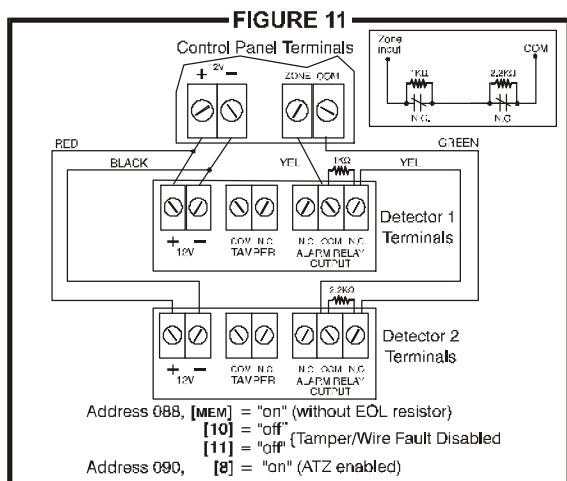 FIGURE 11
Control Panel Terminals
+ 12V −
ZONE COM
Zone input
COM
1KΩ
2.2KΩ
N.C.
N.C.
RED
GREEN
BLACK
YEL
1KΩ
YEL
Detector 1 Terminals
+ −
12V
COM N.C.
TAMPER
N.O. COM N.C.
ALARM RELAY
OUTPUT
2.2KΩ
Detector 2 Terminals
+ −
12V
COM N.C.
TAMPER
N.O. COM N.C.
ALARM RELAY
OUTPUT
Address 088, [MEM] = "on" (without EOL resistor)
[10] = "off"
[11] = "off" {Tamper/Wire Fault Disabled
Address 090, [8] = "on" (ATZ enabled)